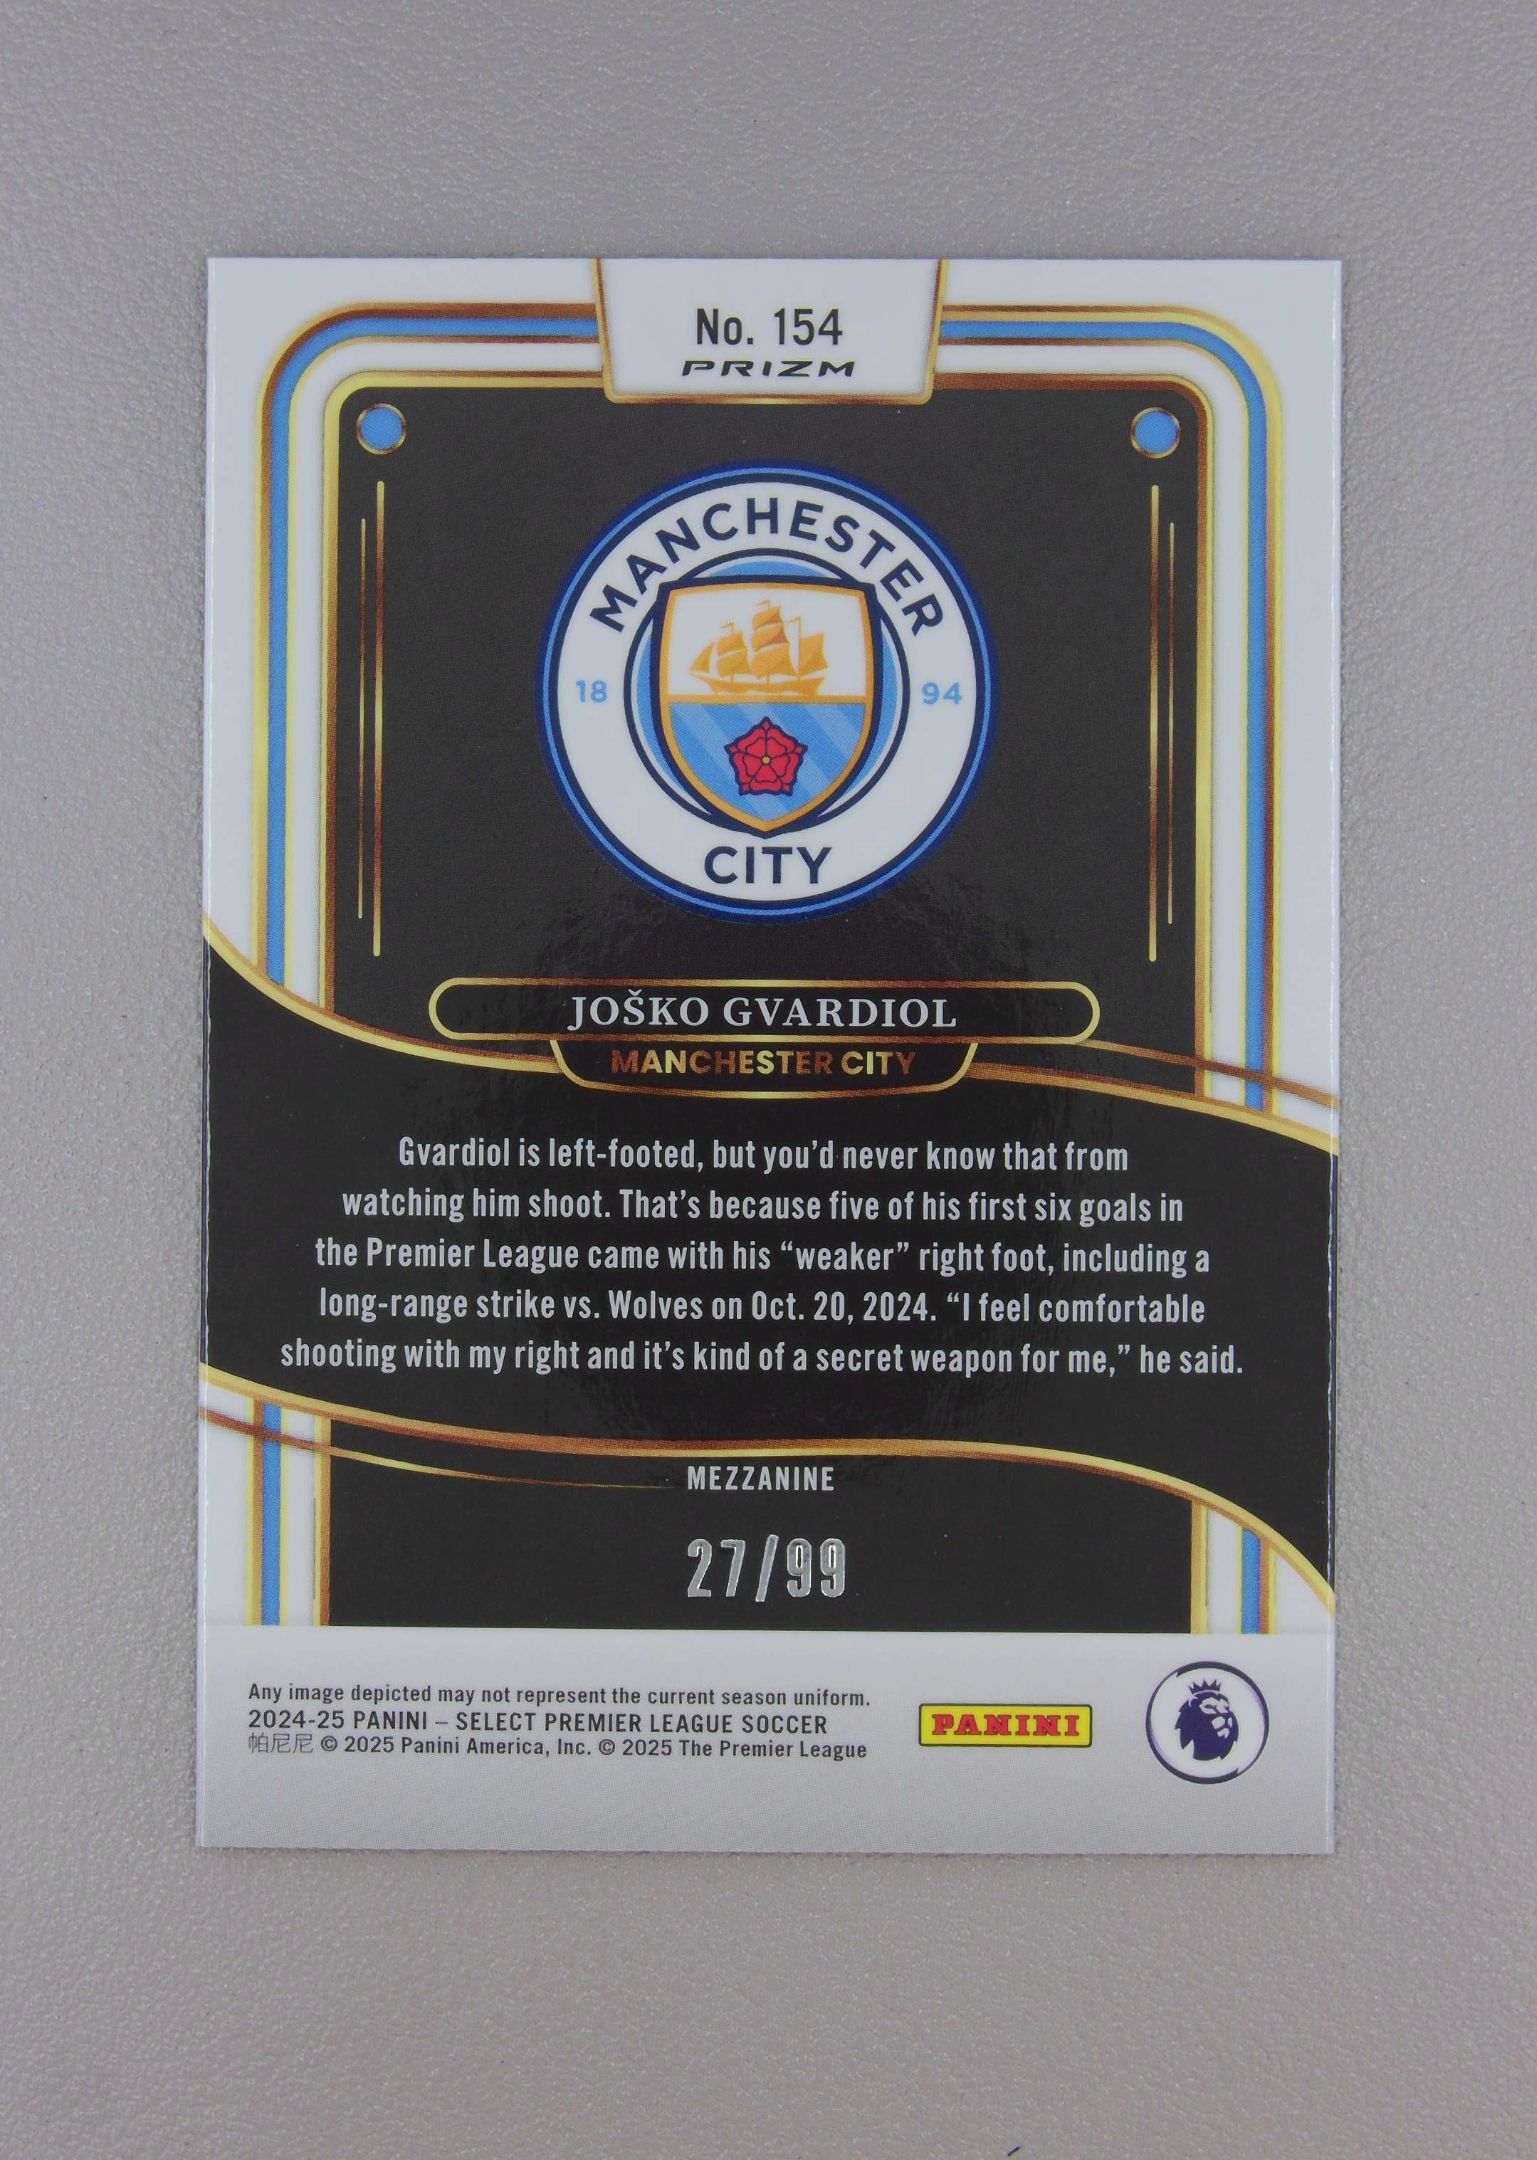 No. 154
PRIZM
MANCHESTER
18 94
CITY
JOŠKO GVARDIOL
MANCHESTER CITY
Gvardiol is left-footed, but you’d never know that from
watching him shoot. That’s because five of his first six goals in
the Premier League came with his “weaker” right foot, including a
long-range strike vs. Wolves on Oct. 20, 2024. “I feel comfortable
shooting with my right and it’s kind of a secret weapon for me,” he said.
MEZZANINE
27/99
Any image depicted may not represent the current season uniform.
2024-25 PANINI – SELECT PREMIER LEAGUE SOCCER
帕尼尼 © 2025 Panini America, Inc. © 2025 The Premier League
PANINI